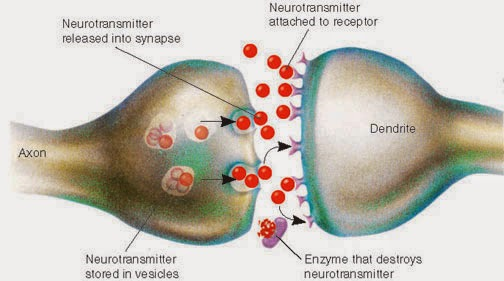 Neurotransmitter
released into synapse
Neurotransmitter
attached to receptor
Axon
Dendrite
Neurotransmitter
stored in vesicles
Enzyme that destroys
neurotransmitter